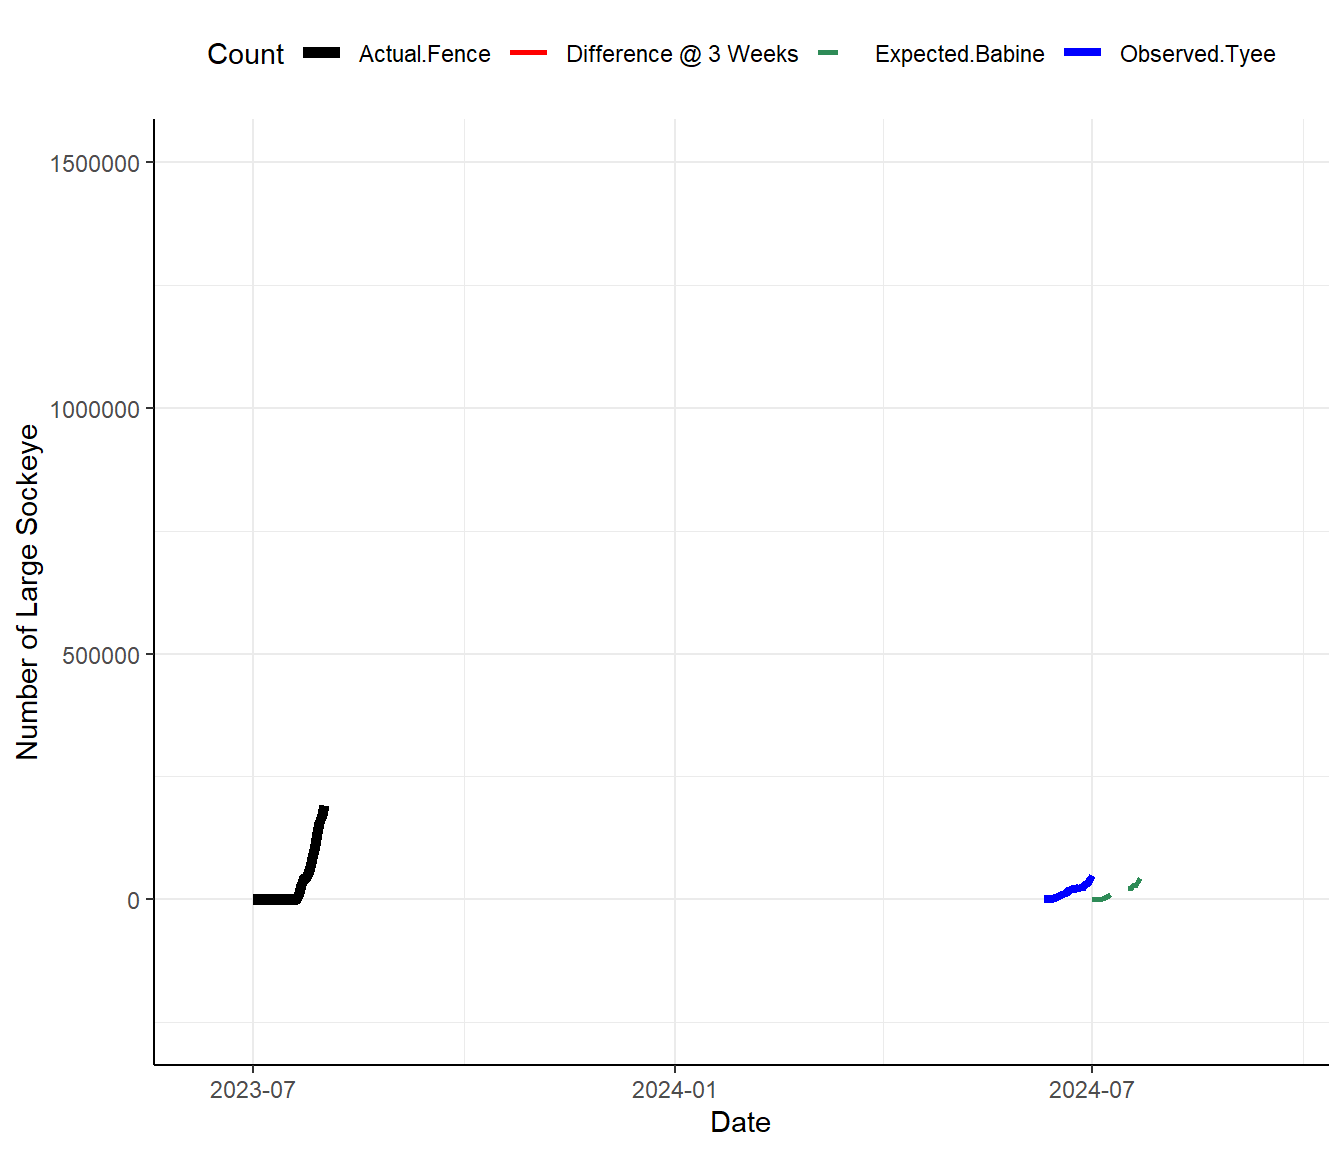 Count Actual.Fence Difference @ 3 Weeks Expected.Babine Observed.Tyee
1500000
1000000
500000
0
Number of Large Sockeye
2023-07 2024-01 2024-07
Date